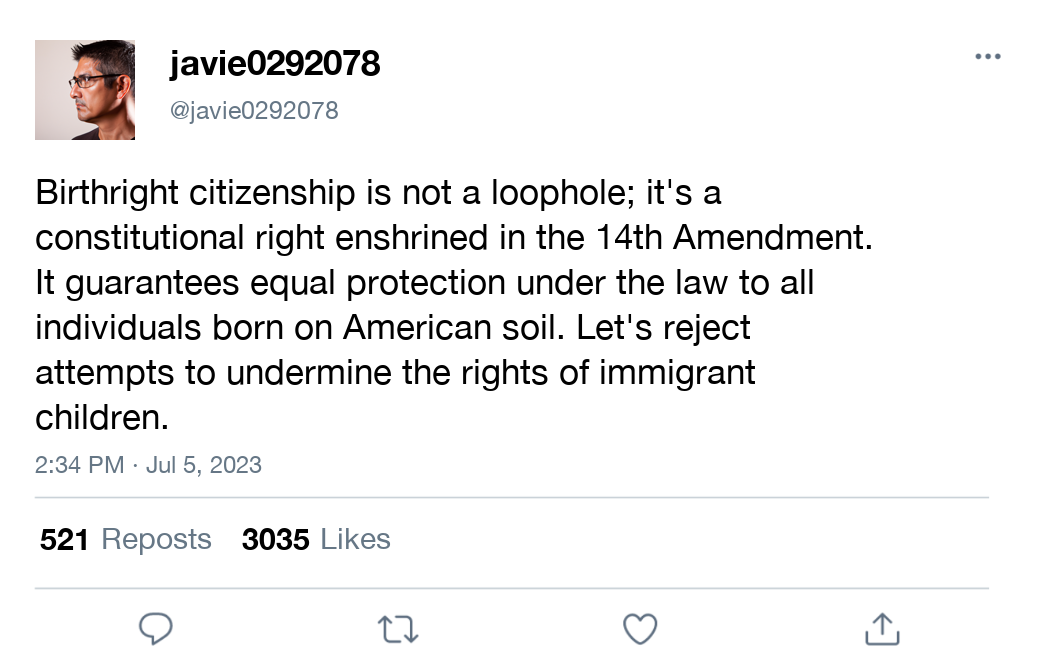 javie0292078
@javie0292078
Birthright citizenship is not a loophole; it's a
constitutional right enshrined in the 14th Amendment.
It guarantees equal protection under the law to all
individuals born on American soil. Let's reject
attempts to undermine the rights of immigrant
children.
2:34 PM · Jul 5, 2023
521 Reposts 3035 Likes